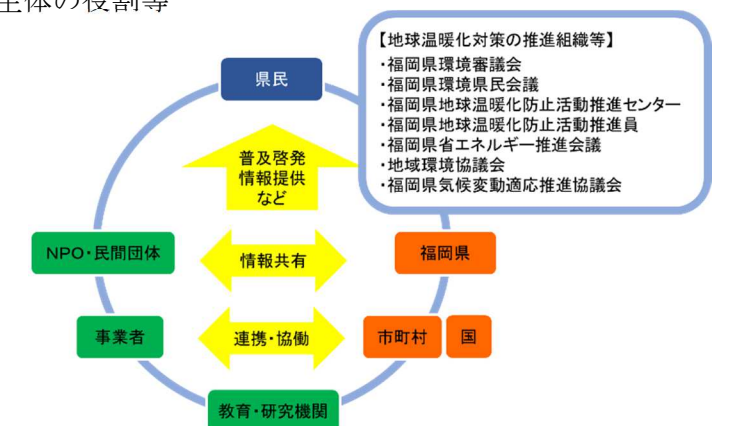 主体の役割等
県民
【地球温暖化対策の推進組織等】
・福岡県環境審議会
・福岡県環境県民会議
・福岡県地球温暖化防止活動推進センター
・福岡県地球温暖化防止活動推進員
・福岡県省エネルギー推進会議
・地域環境協議会
・福岡県気候変動適応推進協議会
普及啓発
情報提供
など
NPO・民間団体
情報共有
福岡県
事業者
連携・協働
市町村
国
教育・研究機関